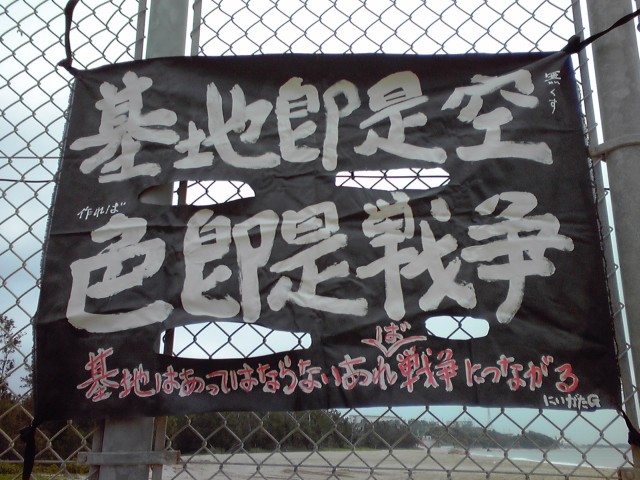 基地即是空
無くす
作れば
色即是戦争
基地はあってはならないあれば戦争につながる
にいがたG